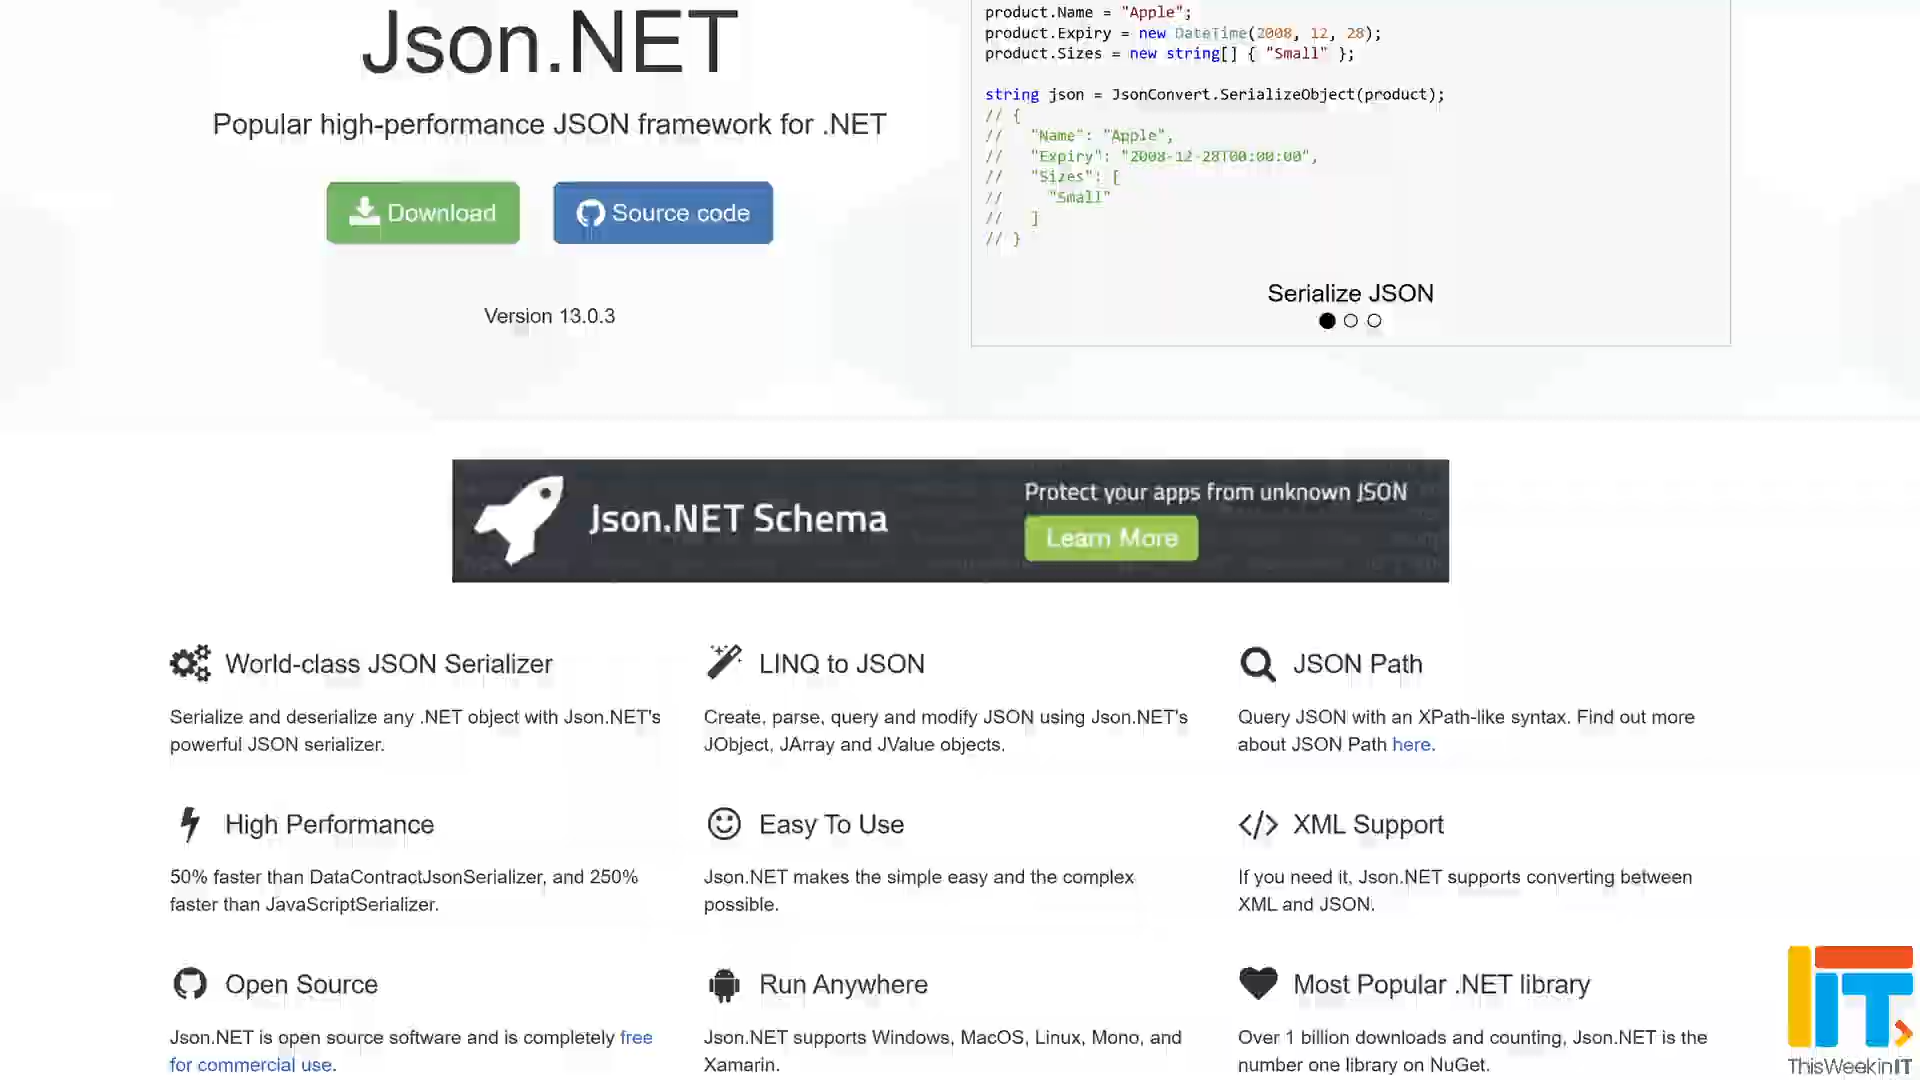 Json.NET
Popular high-performance JSON framework for .NET
Download
Source code
Version 13.0.3
product.Name = "Apple";
product.Expiry = new DateTime(2008, 12, 28);
product.Sizes = new string[] { "Small" };
string json = JsonConvert.SerializeObject(product);
// {
//   "Name": "Apple",
//   "Expiry": "2008-12-28T00:00:00",
//   "Sizes": [
//     "Small"
//   ]
// }
Serialize JSON
Json.NET Schema
Protect your apps from unknown JSON
Learn More
World-class JSON Serializer
Serialize and deserialize any .NET object with Json.NET's
powerful JSON serializer.
LINQ to JSON
Create, parse, query and modify JSON using Json.NET's
JObject, JArray and JValue objects.
JSON Path
Query JSON with an XPath-like syntax. Find out more
about JSON Path here.
High Performance
50% faster than DataContractJsonSerializer, and 250%
faster than JavaScriptSerializer.
Easy To Use
Json.NET makes the simple easy and the complex
possible.
XML Support
If you need it, Json.NET supports converting between
XML and JSON.
Open Source
Json.NET is open source software and is completely free
for commercial use.
Run Anywhere
Json.NET supports Windows, MacOS, Linux, Mono, and
Xamarin.
Most Popular .NET library
Over 1 billion downloads and counting, Json.NET is the
number one library on NuGet.
IT
ThisWeekinIT